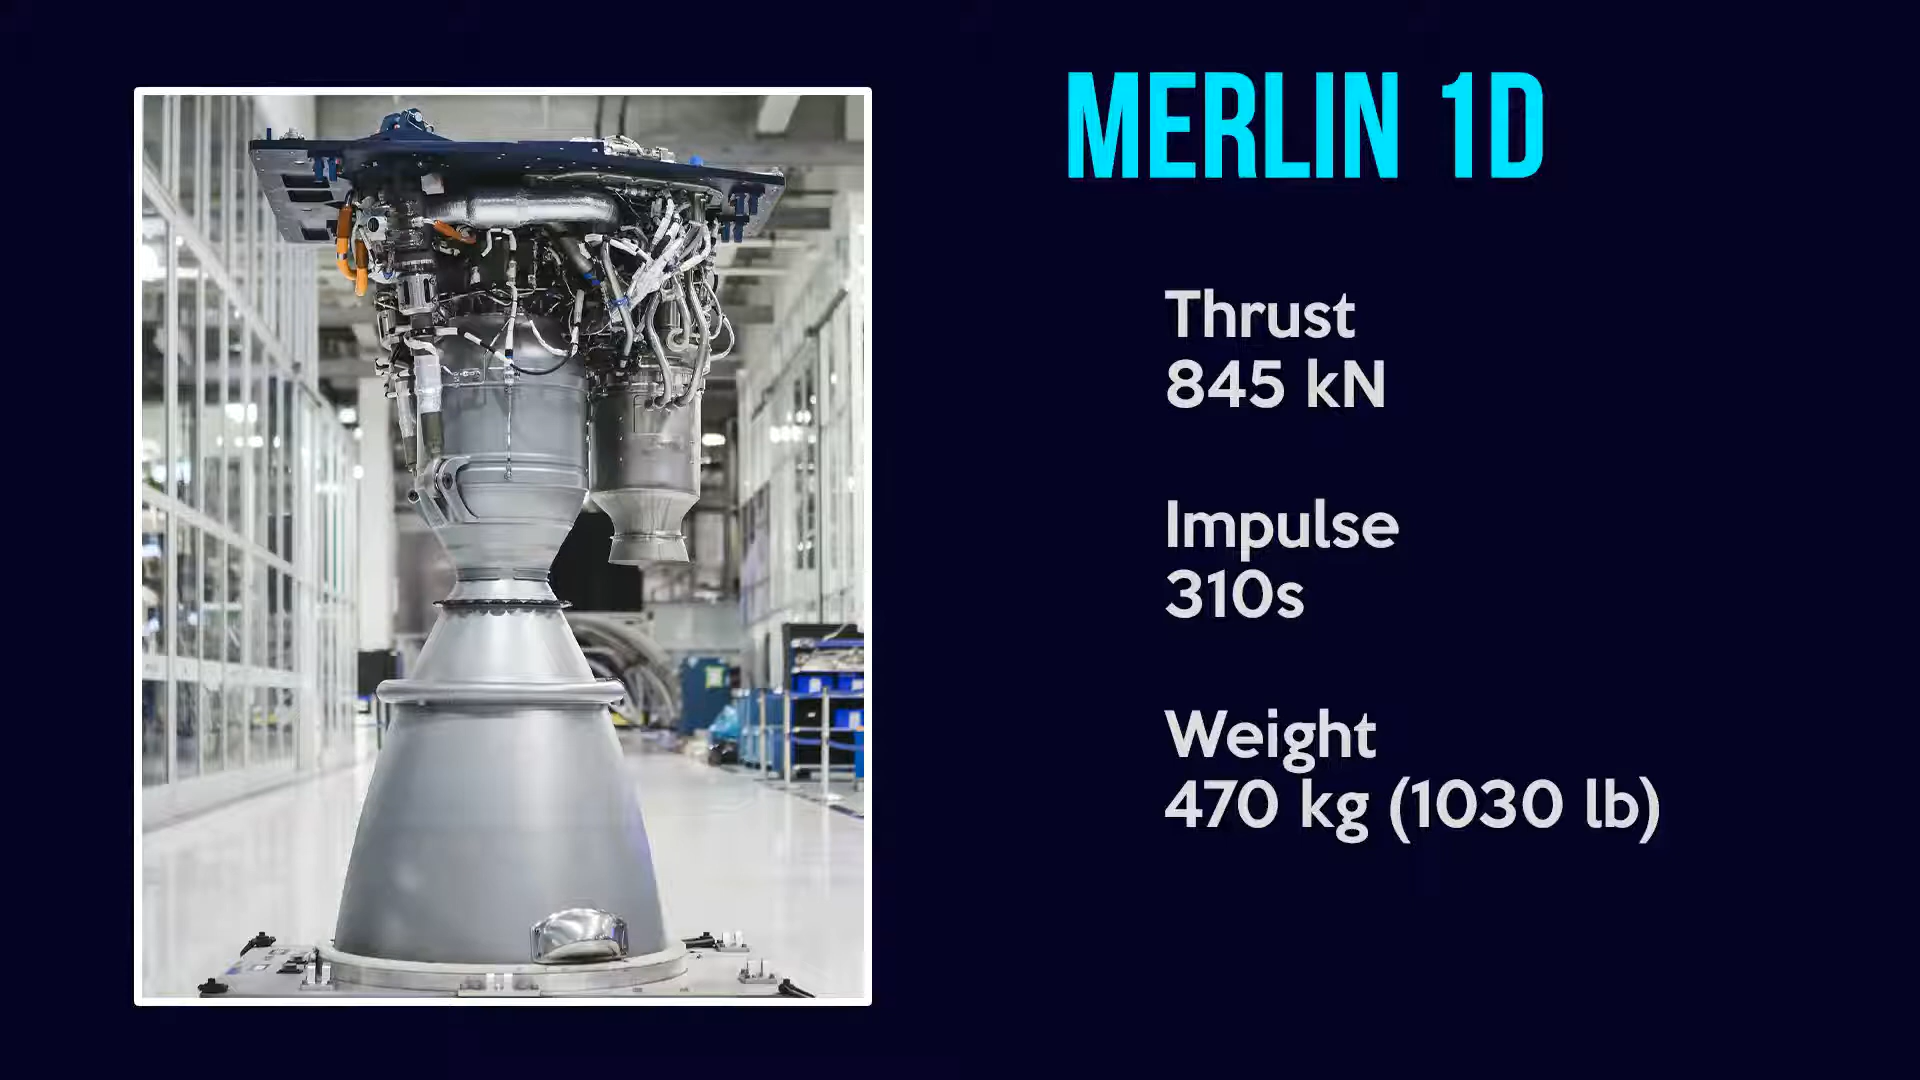 MERLIN 1D
Thrust
845 kN
Impulse
310s
Weight
470 kg (1030 lb)